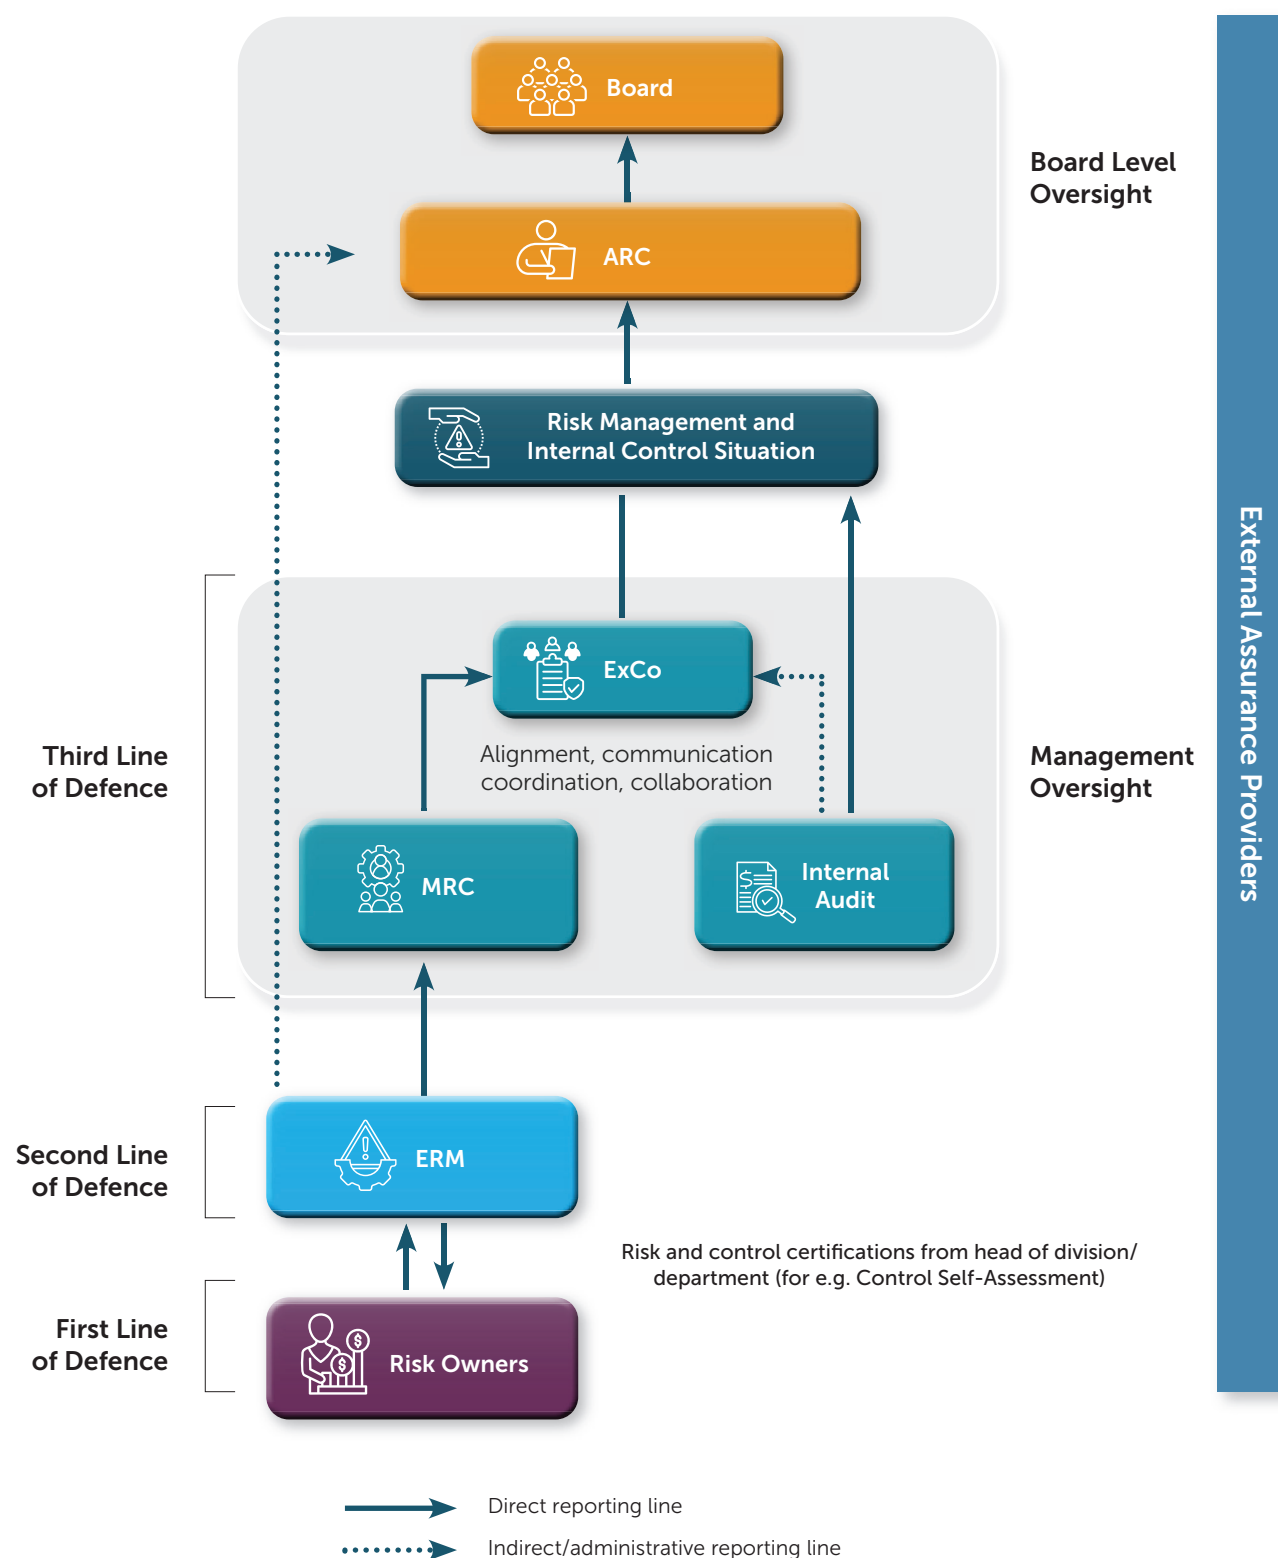 Board
Board Level
Oversight
ARC
Risk Management and
Internal Control Situation
External Assurance Providers
ExCo
Alignment, communication
coordination, collaboration
Third Line
of Defence
Management
Oversight
MRC
Internal
Audit
Second Line
of Defence
ERM
Risk and control certifications from head of division/
department (for e.g. Control Self-Assessment)
First Line
of Defence
Risk Owners
Direct reporting line
Indirect/administrative reporting line